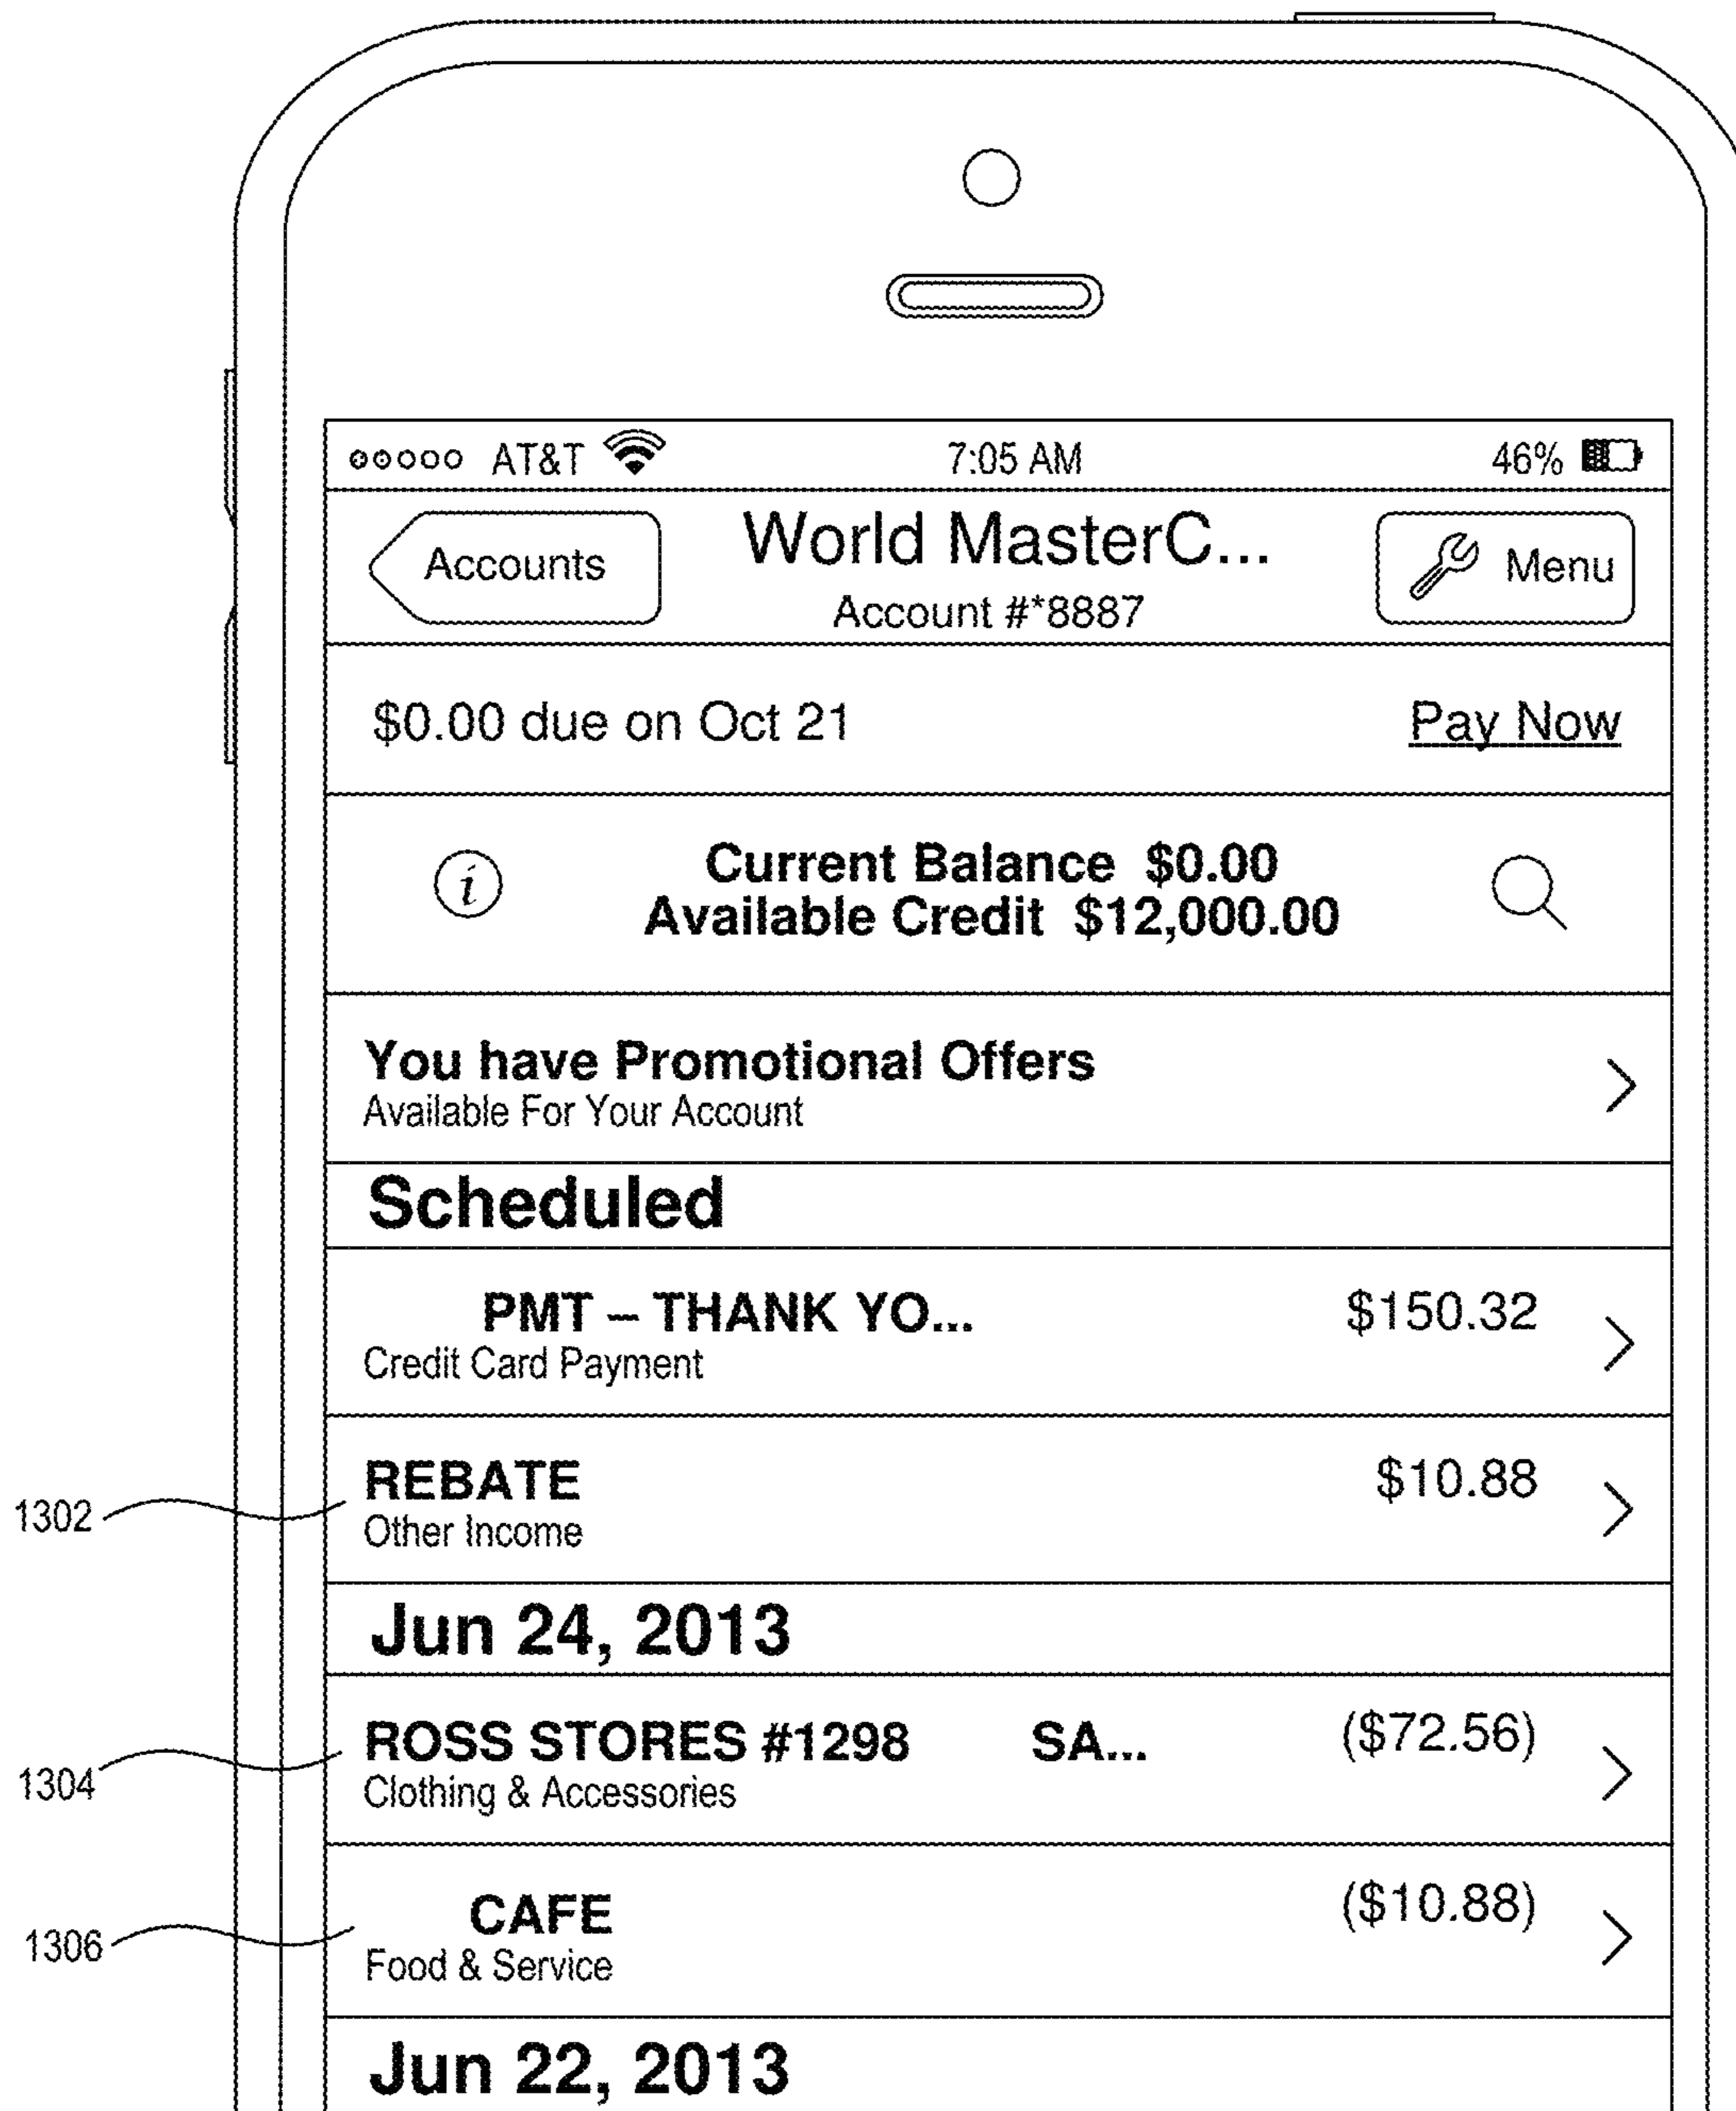 AT&T 7:05 AM 46%
Accounts World MasterC... Menu
Account #*8887
$0.00 due on Oct 21 Pay Now
i Current Balance $0.00
Available Credit $12,000.00
You have Promotional Offers
Available For Your Account
Scheduled
PMT – THANK YO... $150.32
Credit Card Payment
REBATE $10.88
1302
Other Income
Jun 24, 2013
ROSS STORES #1298 SA... ($72.56)
1304
Clothing & Accessories
CAFE ($10.88)
1306
Food & Service
Jun 22, 2013